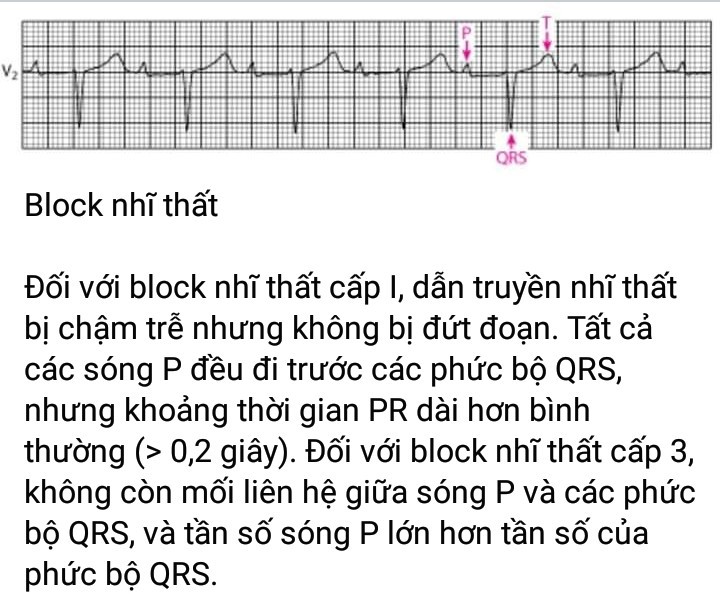 T
P
V₂
QRS
Block nhĩ thất
Đối với block nhĩ thất cấp I, dẫn truyền nhĩ thất
bị chậm trễ nhưng không bị đứt đoạn. Tất cả
các sóng P đều đi trước các phức bộ QRS,
nhưng khoảng thời gian PR dài hơn bình
thường (> 0,2 giây). Đối với block nhĩ thất cấp 3,
không còn mối liên hệ giữa sóng P và các phức
bộ QRS, và tần số sóng P lớn hơn tần số của
phức bộ QRS.